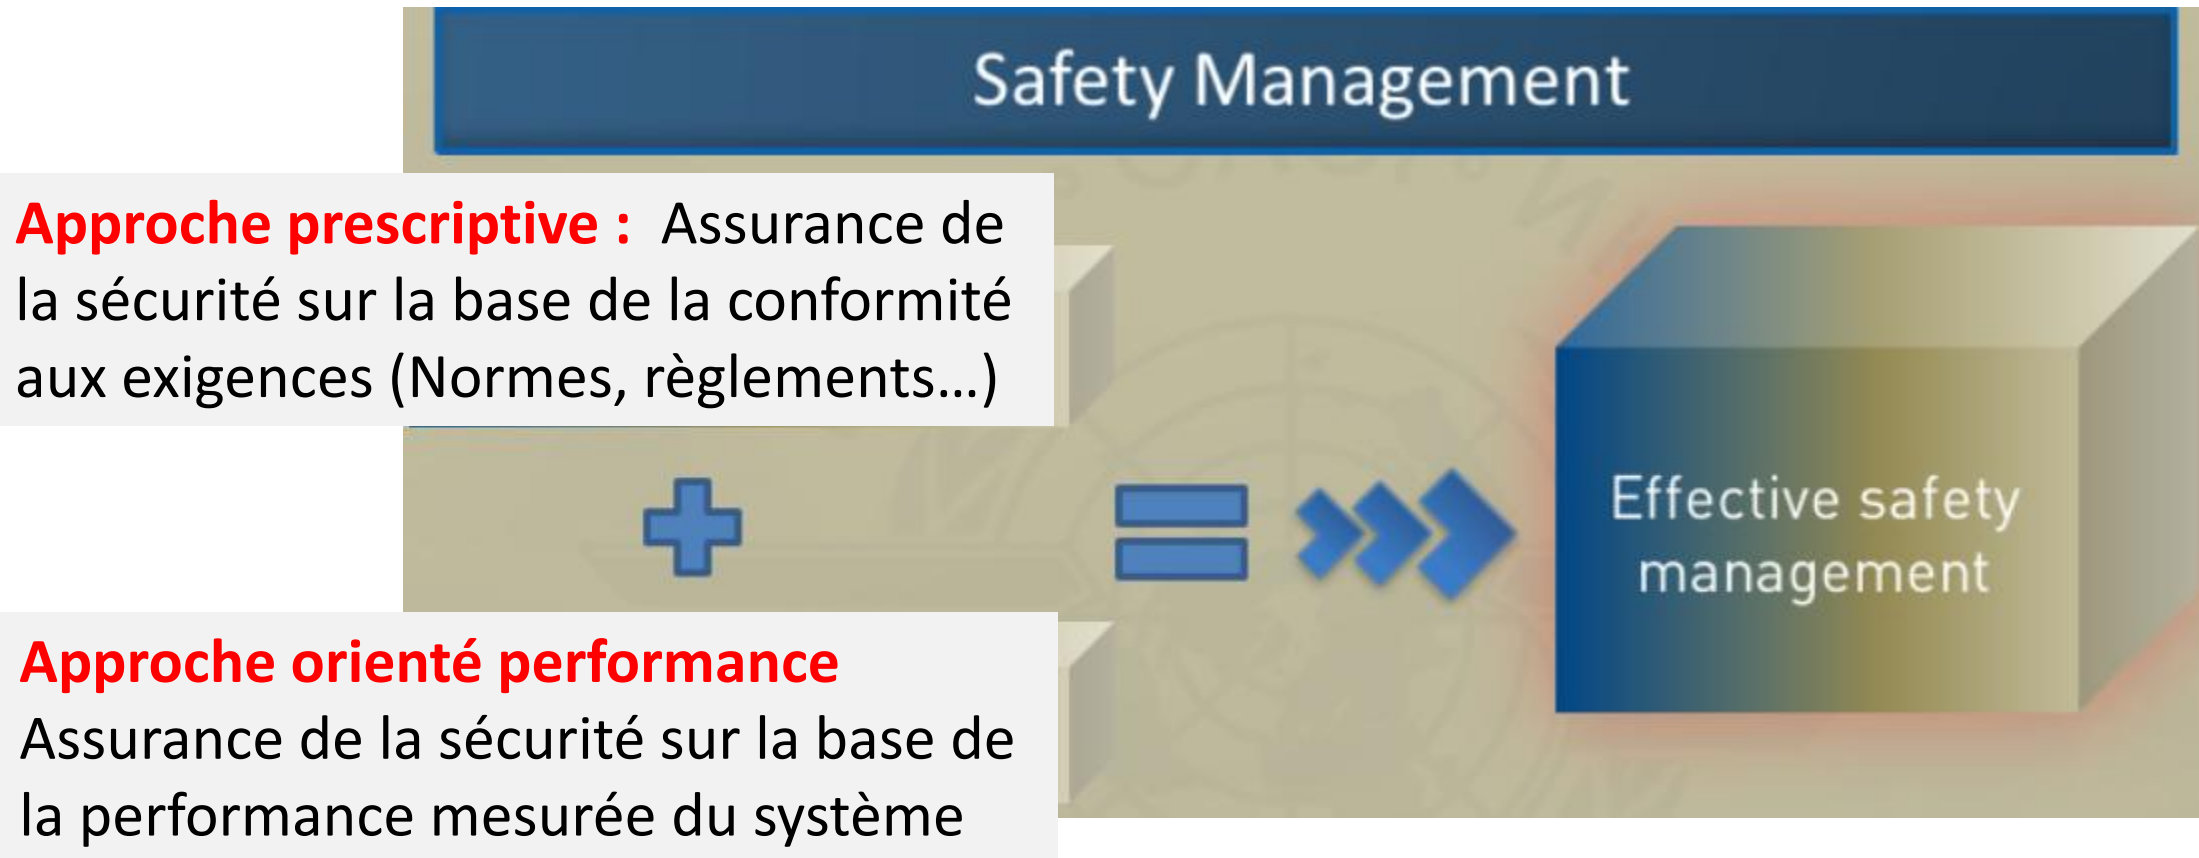 Safety Management
Approche prescriptive : Assurance de
la sécurité sur la base de la conformité
aux exigences (Normes, règlements...)
Approche orienté performance
Assurance de la sécurité sur la base de
la performance mesurée du système
Effective safety
management